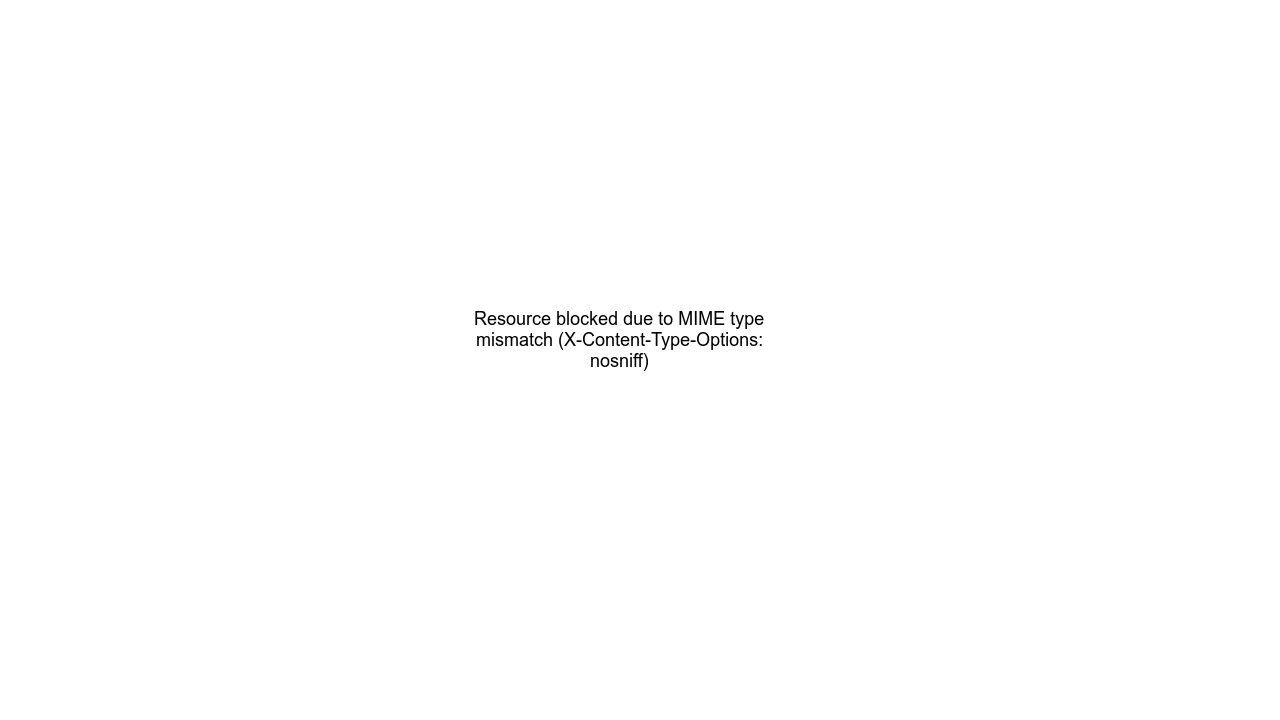 Resource blocked due to MIME type
mismatch (X-Content-Type-Options:
nosniff)